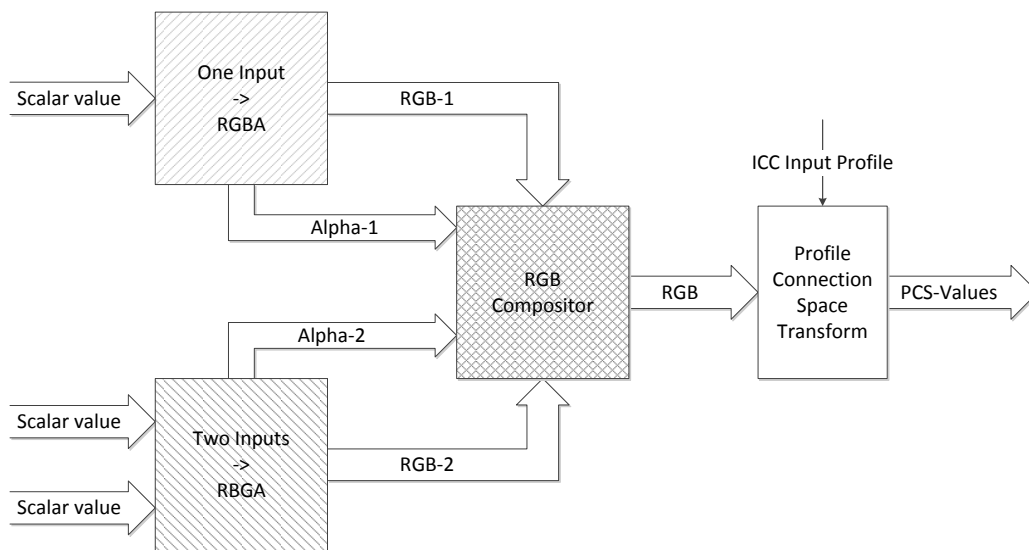 Scalar value
One Input
->
RGBA
RGB-1
Alpha-1
ICC Input Profile
RGB
Compositor
RGB
Profile
Connection
Space
Transform
PCS-Values
Alpha-2
Scalar value
Scalar value
Two Inputs
->
RBGA
RGB-2